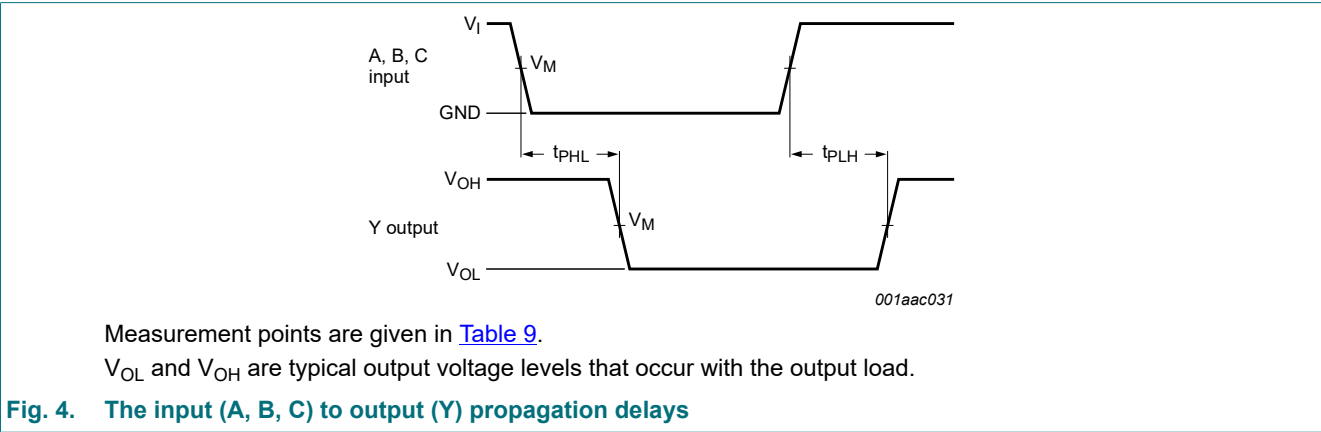 V_I
A, B, C
input
V_M
GND
t_PHL
t_PLH
V_OH
Y output
V_M
V_OL
001aac031
Measurement points are given in Table 9.
V_OL and V_OH are typical output voltage levels that occur with the output load.
Fig. 4. The input (A, B, C) to output (Y) propagation delays